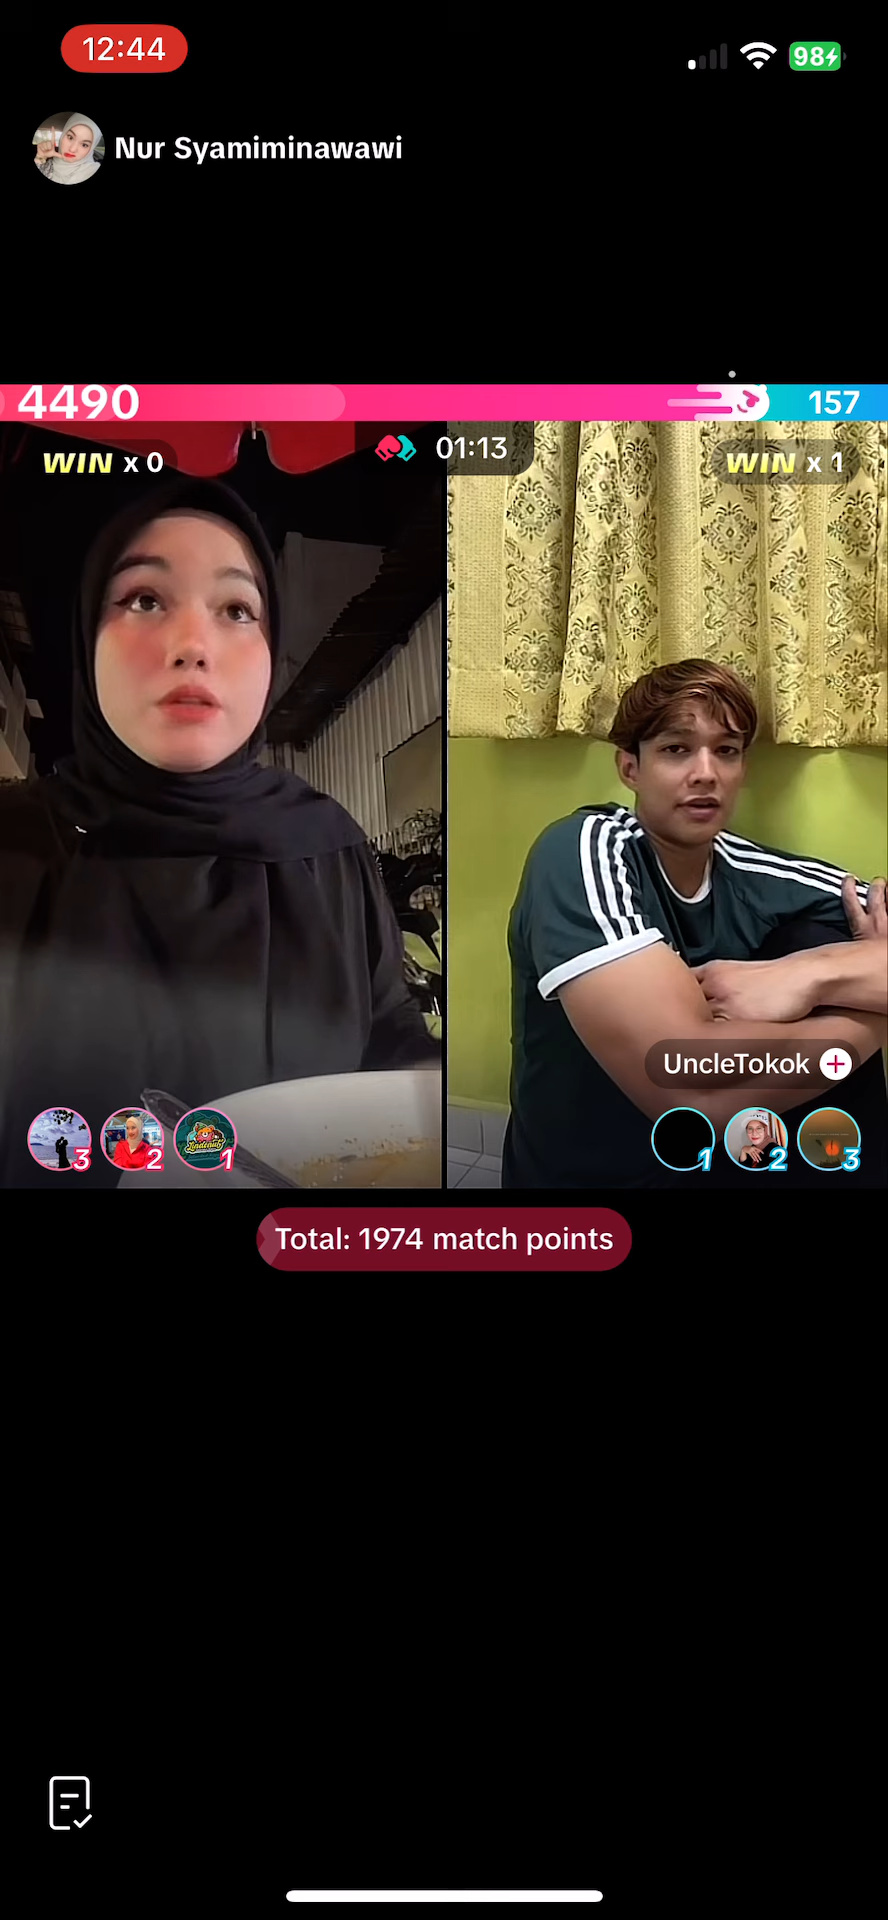 12:44
98
Nur Syamiminawawi
4490
157
WIN x 0
01:13
WIN x 1
UncleTokok
3
2
1
1
2
3
Total: 1974 match points